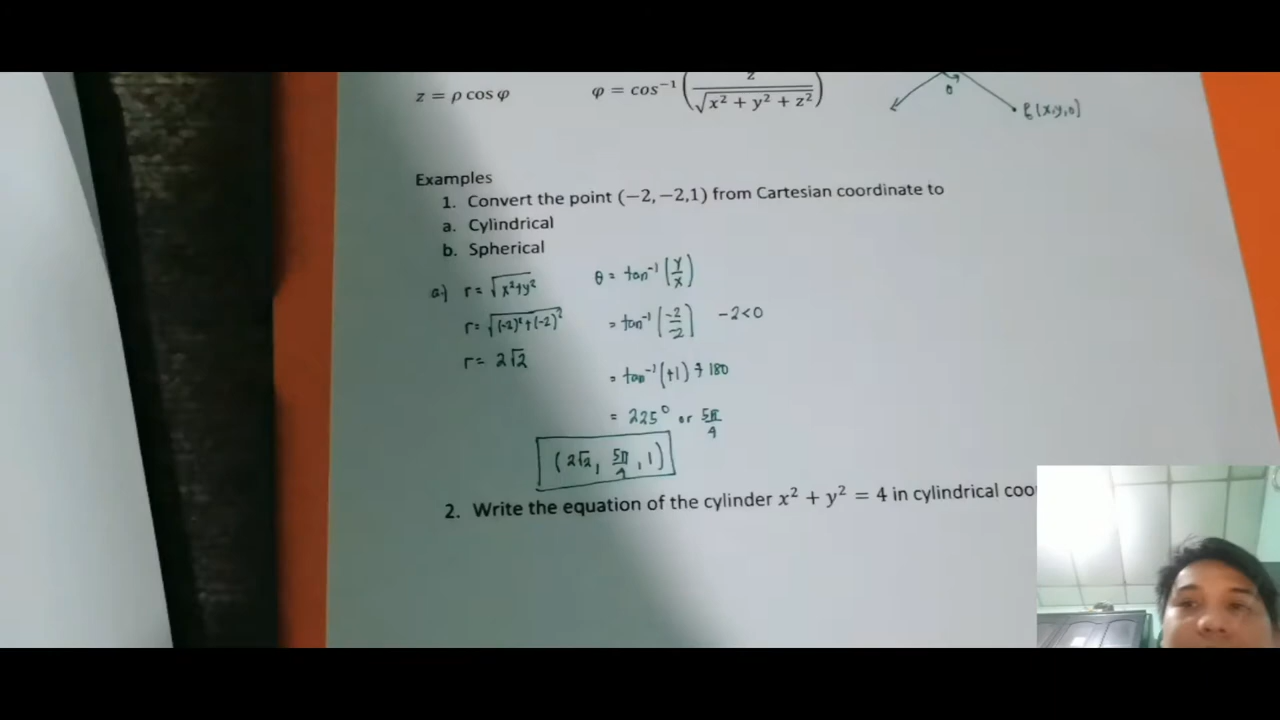 z = ρ cos φ
φ = cos⁻¹ (z / √x² + y² + z²)
θ
(x,y,0)
Examples
1. Convert the point (−2, −2,1) from Cartesian coordinate to
a. Cylindrical
b. Spherical
a.) r = √x²+y²
θ = tan⁻¹ (y/x)
r = √(-2)²+(-2)²
= tan⁻¹ (-2/-2) -2<0
r = 2√2
= tan⁻¹ (+1) + 180
= 225° or 5π/4
(2√2, 5π/4, 1)
2. Write the equation of the cylinder x² + y² = 4 in cylindrical coo